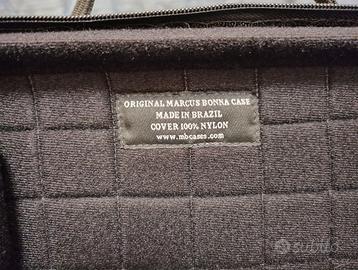 ORIGINAL MARCUS BONNA CASE
MADE IN BRAZIL
COVER 100% NYLON
www.mbcases.com
subito